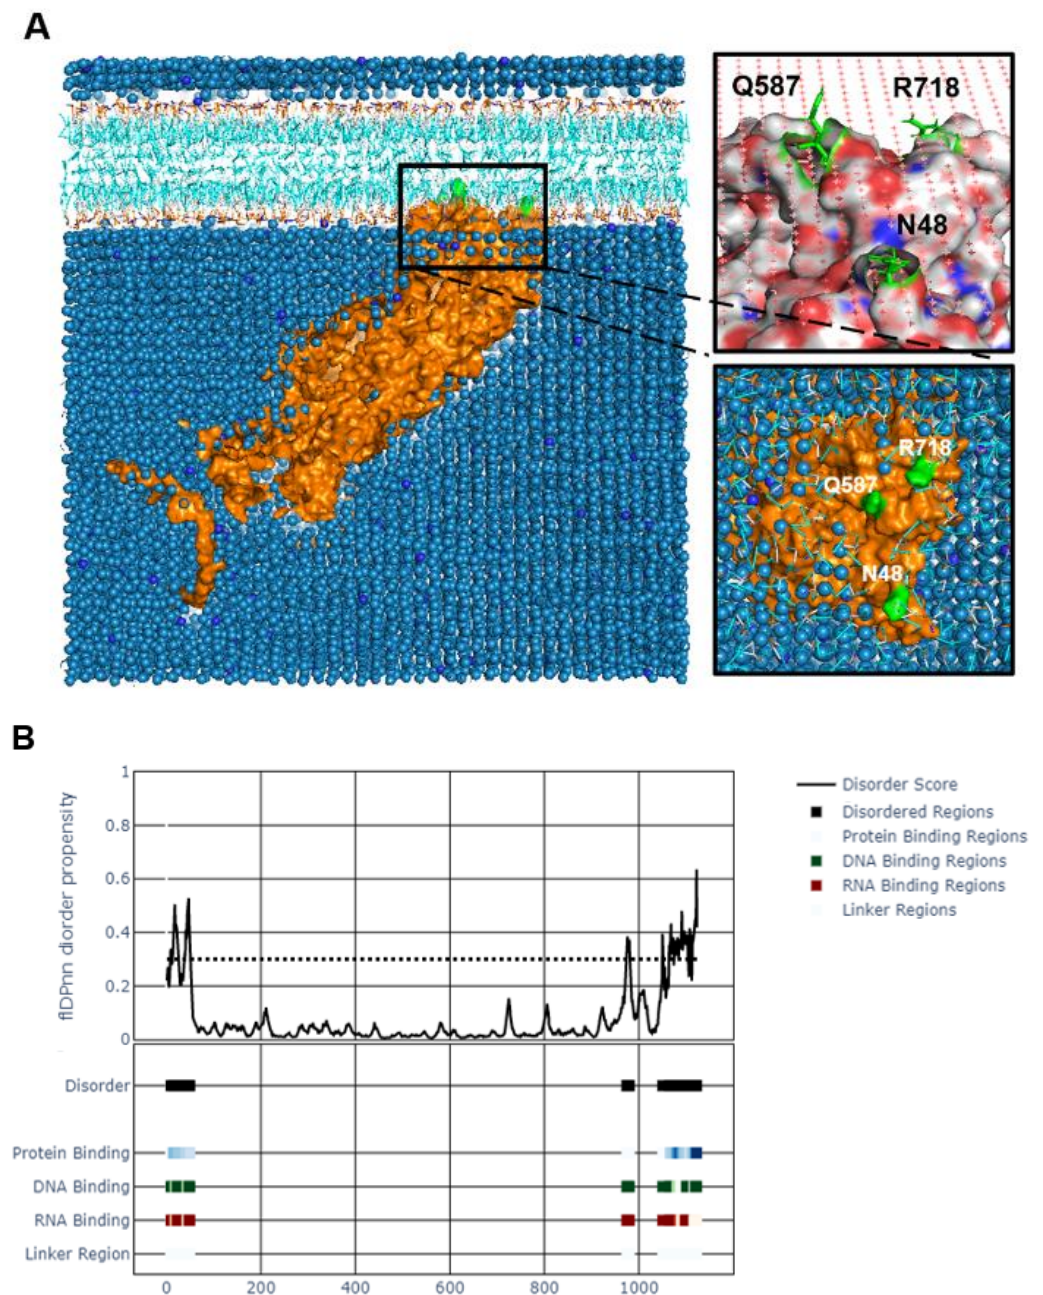 A
Q587
R718
N48
R718
Q587
N48
B
flDPnn diorder propensity
1
0.8
0.6
0.4
0.2
0
Disorder Score
Disordered Regions
Protein Binding Regions
DNA Binding Regions
RNA Binding Regions
Linker Regions
Disorder
Protein Binding
DNA Binding
RNA Binding
Linker Region
0 200 400 600 800 1000